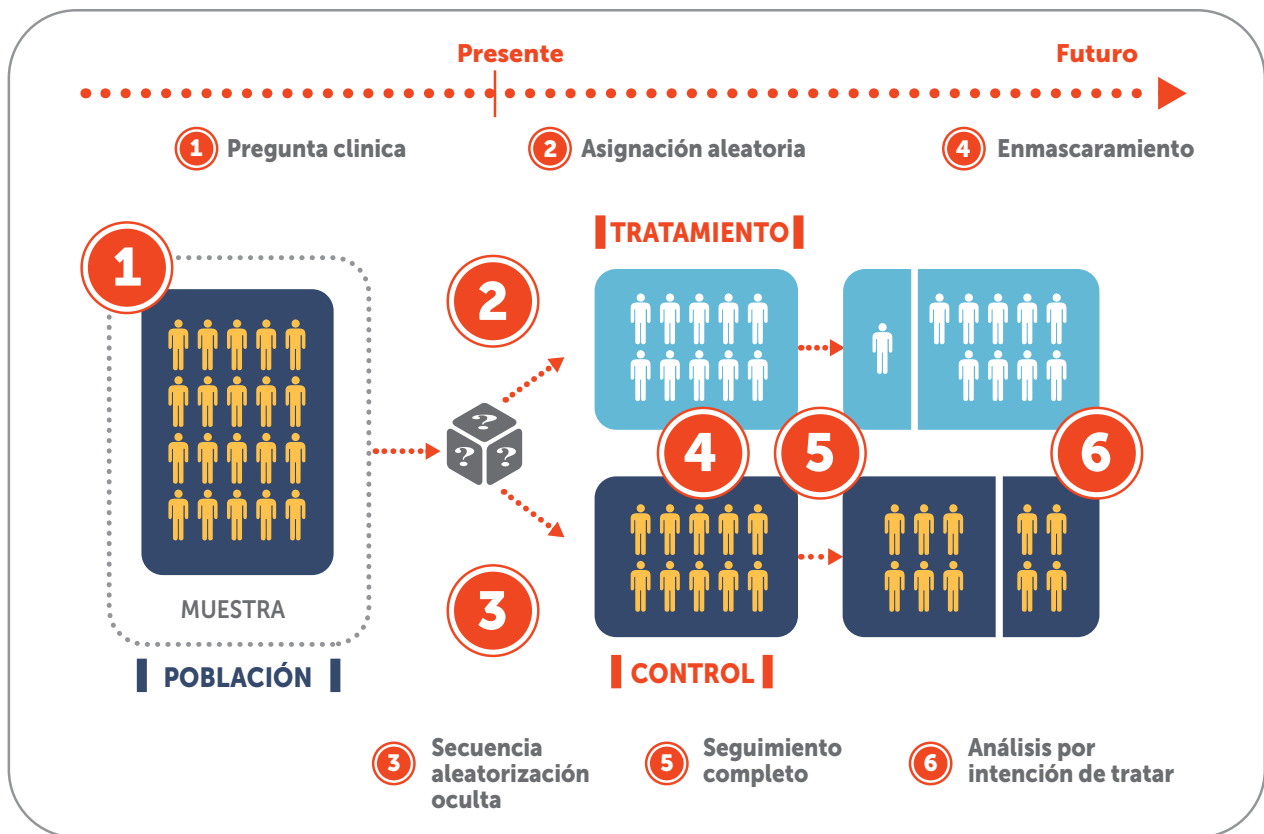 Presente
Futuro
1 Pregunta clinica
2 Asignación aleatoria
4 Enmascaramiento
1
MUESTRA
POBLACIÓN
2
3
? ? ?
TRATAMIENTO
4
5
6
CONTROL
3 Secuencia
aleatorización
oculta
5 Seguimiento
completo
6 Análisis por
intención de tratar